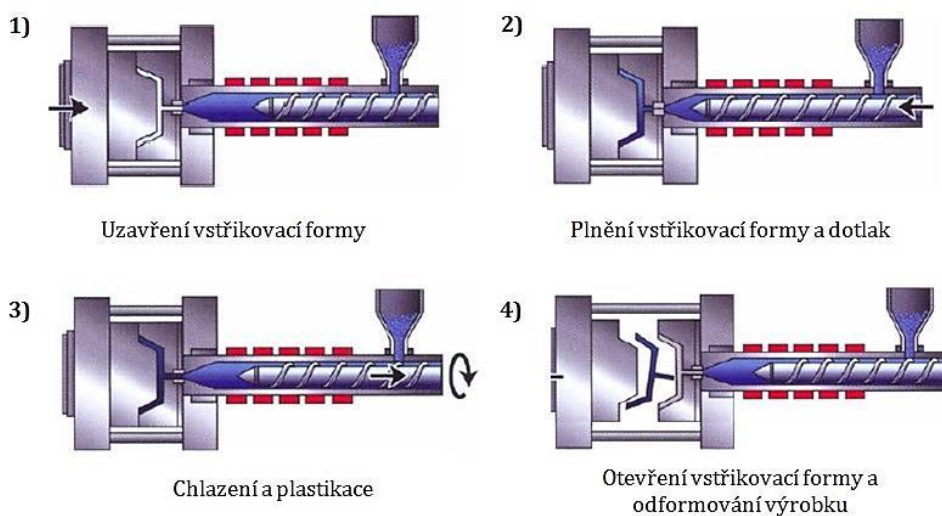 1)
Uzavření vstřikovací formy
2)
Plnění vstřikovací formy a dotlak
3)
Chlazení a plastikace
4)
Otevření vstřikovací formy a
odformování výrobku